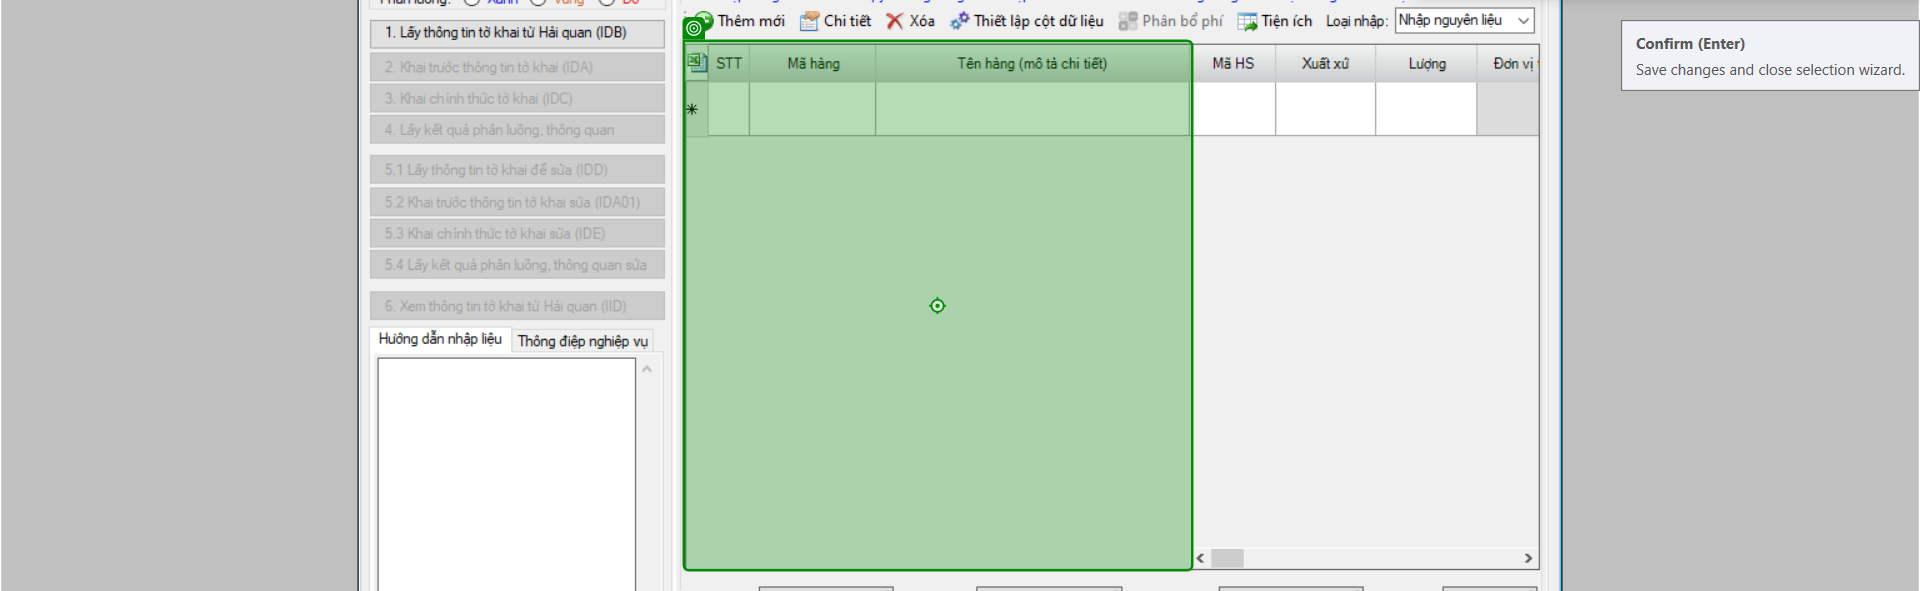 Phân luồng: Xanh Vàng Đỏ
1. Lấy thông tin tờ khai từ Hải quan (IDB)
2. Khai trước thông tin tờ khai (IDA)
3. Khai chính thức tờ khai (IDC)
4. Lấy kết quả phân luồng, thông quan
5.1 Lấy thông tin tờ khai để sửa (IDD)
5.2 Khai trước thông tin tờ khai sửa (IDA01)
5.3 Khai chính thức tờ khai sửa (IDE)
5.4 Lấy kết quả phân luồng, thông quan sửa
6. Xem thông tin tờ khai từ Hải quan (IID)
Hướng dẫn nhập liệu Thông điệp nghiệp vụ
Thêm mới Chi tiết Xóa Thiết lập cột dữ liệu Phân bổ phí Tiện ích Loại nhập: Nhập nguyên liệu
STT Mã hàng Tên hàng (mô tả chi tiết) Mã HS Xuất xứ Lượng Đơn vị
Confirm (Enter)
Save changes and close selection wizard.